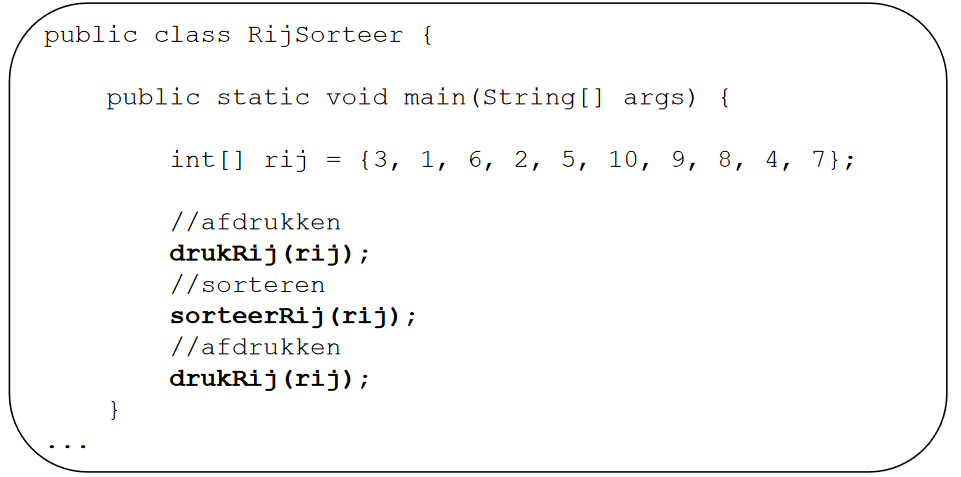 public class RijSorteer {
public static void main(String[] args) {
int[] rij = {3, 1, 6, 2, 5, 10, 9, 8, 4, 7};
//afdrukken
drukRij(rij);
//sorteren
sorteerRij(rij);
//afdrukken
drukRij(rij);
}
...